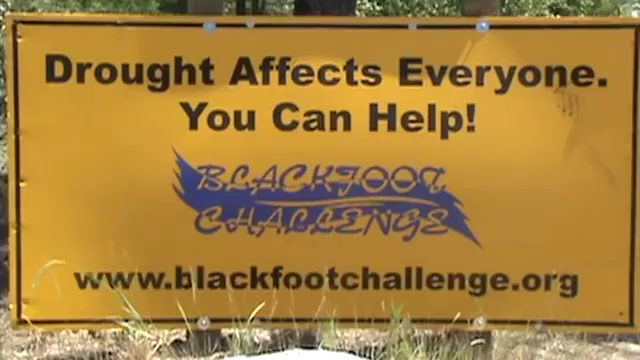 Drought Affects Everyone.
You Can Help!
BLACKFOOT
CHALLENGE
www.blackfootchallenge.org